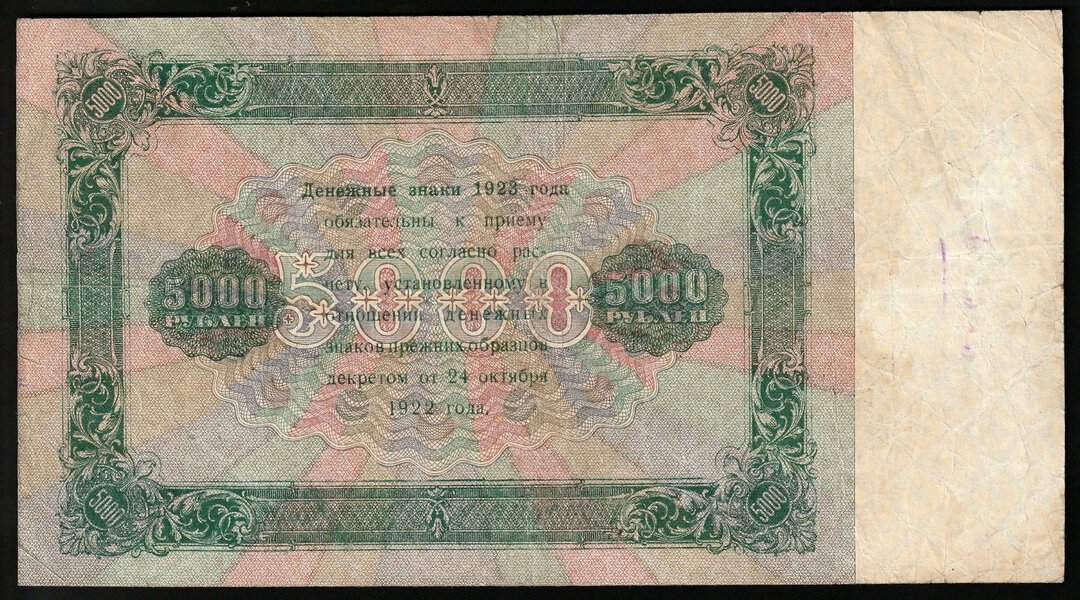 5000
5000
Денежные знаки 1923 года
обязательны к приему
для всех согласно рас-
чету, установленному в
отношении денежных
знаков прежних образцов
декретом от 24 октября
1922 года.
5000
РУБЛЕЙ
5000
5000
РУБЛЕЙ
5000
5000